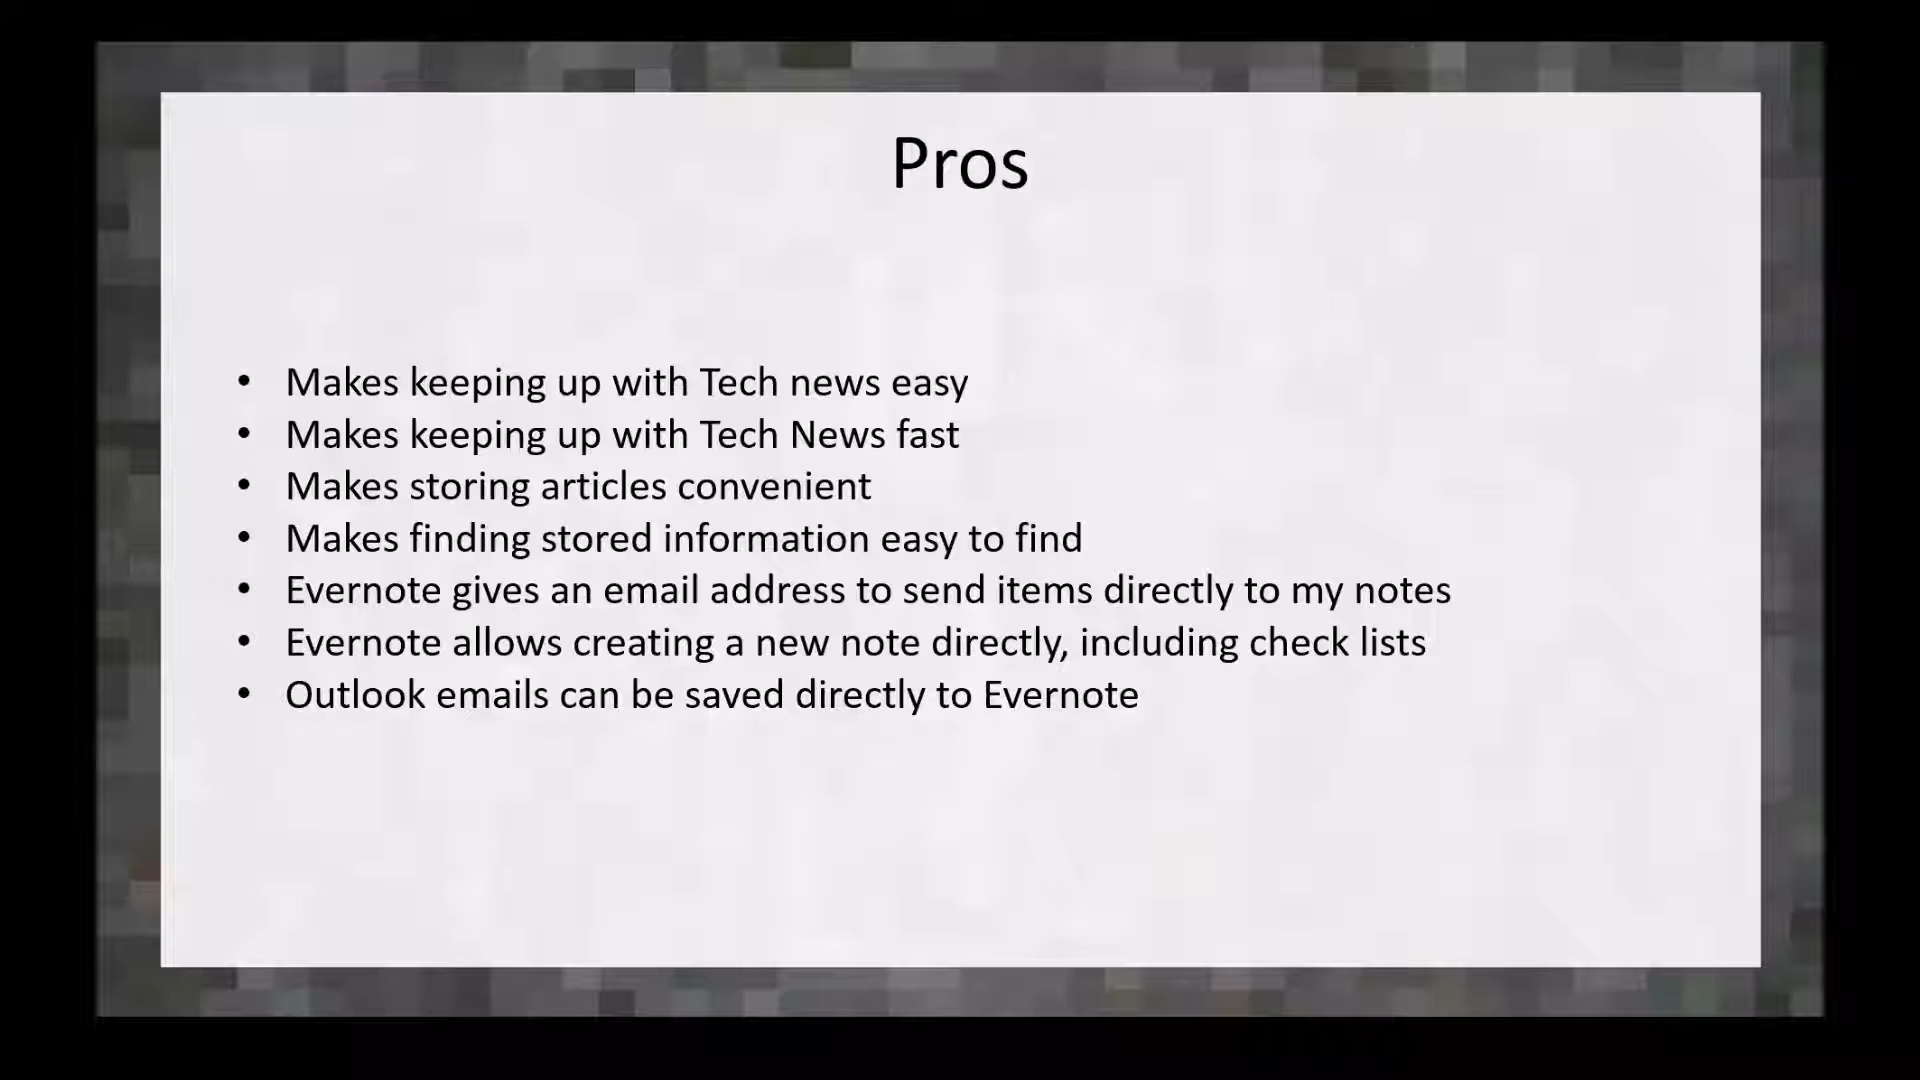 Pros
• Makes keeping up with Tech news easy
• Makes keeping up with Tech News fast
• Makes storing articles convenient
• Makes finding stored information easy to find
• Evernote gives an email address to send items directly to my notes
• Evernote allows creating a new note directly, including check lists
• Outlook emails can be saved directly to Evernote